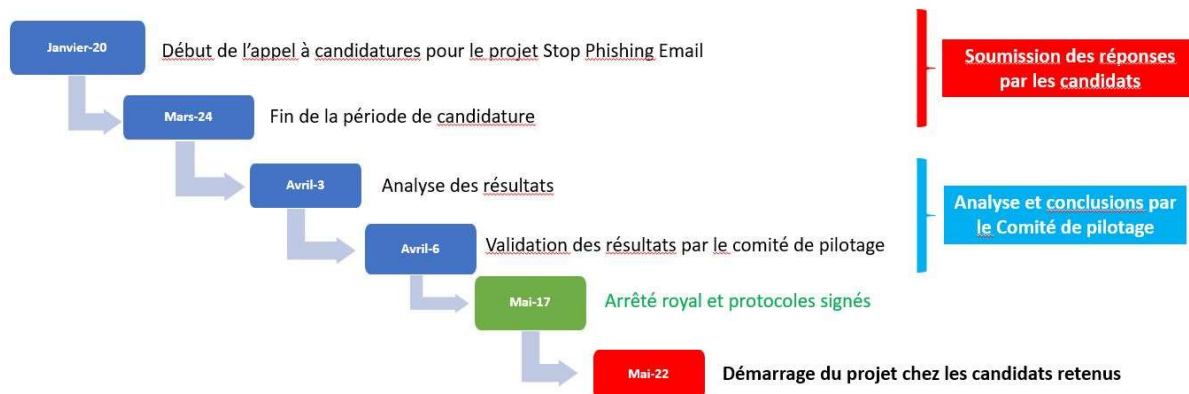 Janvier-20
Début de l’appel à candidatures pour le projet Stop Phishing Email
Soumission des réponses
par les candidats
Mars-24
Fin de la période de candidature
Avril-3
Analyse des résultats
Analyse et conclusions par
le Comité de pilotage
Avril-6
Validation des résultats par le comité de pilotage
Mai-17
Arrêté royal et protocoles signés
Mai-22
Démarrage du projet chez les candidats retenus